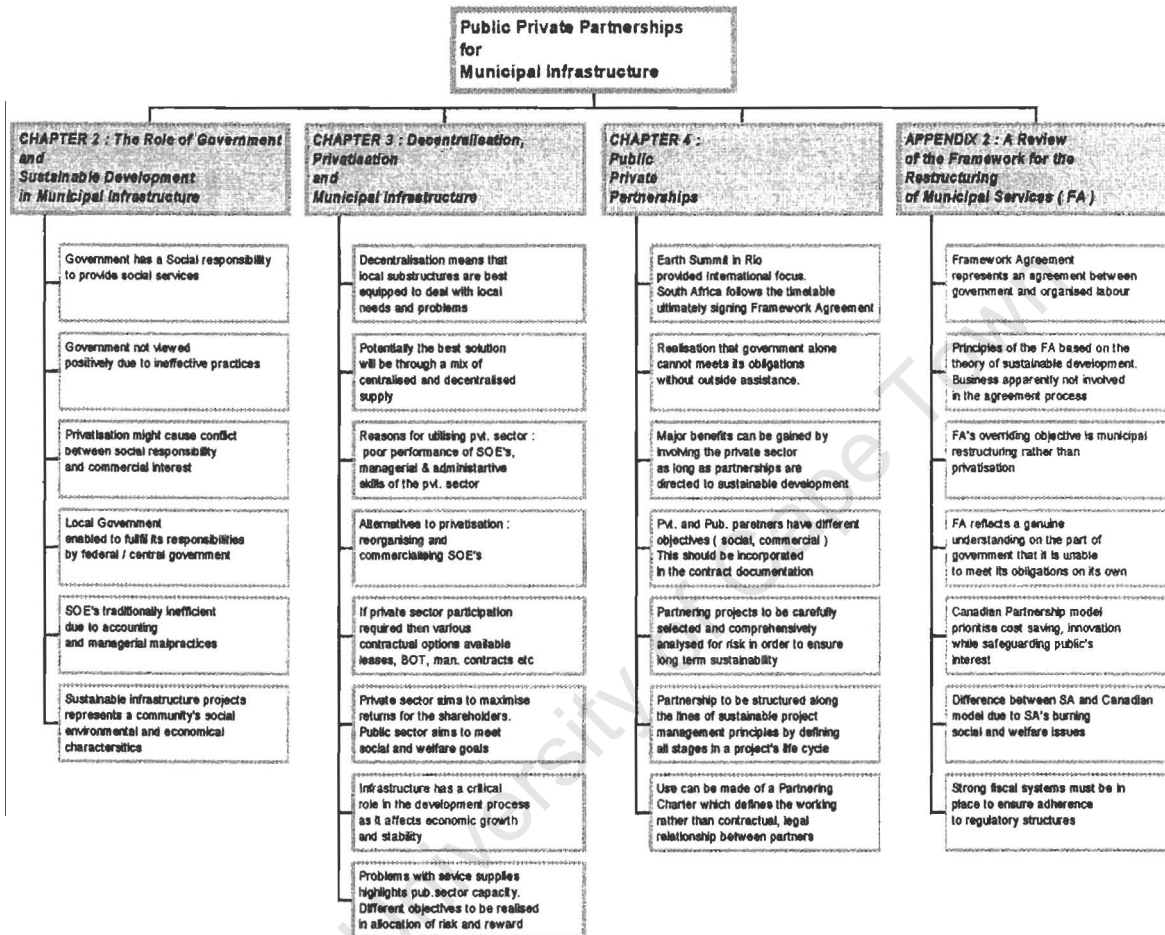 Public Private Partnerships
for
Municipal Infrastructure
CHAPTER 2 : The Role of Government
and
Sustainable Development
in Municipal Infrastructure
Government has a Social responsibility
to provide social services
Government not viewed
positively due to ineffective practices
Privatisation might cause conflict
between social responsibility
and commercial interest
Local Government
enabled to fullfil its responsibilities
by federal / central government
SOE's traditionally inefficient
due to accounting
and managerial malpractices
Sustainable infrastructure projects
represents a community's social
environmental and economical
charactersitics
CHAPTER 3 : Decentralisation,
Privatisation
and
Municipal Infrastructure
Decentralisation means that
local substructures are best
equipped to deal with local
needs and problems
Potentially the best solution
will be through a mix of
centralised and decentralised
supply
Reasons for utilising pvt. sector :
poor performance of SOE's,
managerial & administartive
skills of the pvt. sector
Alternatives to privatisation :
reorganising and
commercialising SOE's
If private sector participation
required then various
contractual options available
leases, BOT, man. contracts etc
Private sector aims to maximise
returns for the shareholders.
Public sector aims to meet
social and welfare goals
Infrastructure has a critical
role in the development process
as it affects economic growth
and stability
Problems with sevice supplies
highlights pub.sector capacity.
Different objectives to be realised
in allocation of risk and reward
CHAPTER 4 :
Public
Private
Partnerships
Earth Summit in Rio
provided International focus.
South Africa follows the timetable
ultimately signing Framework Agreement
Realisation that government alone
cannot meets its obligations
without outside assistance.
Major benefits can be gained by
involving the private sector
as long as partnerships are
directed to sustainable development
Pvt. and Pub. paretners have different
objectives ( social, commercial )
This should be incorporated
in the contract documentation
Partnering projects to be carefully
selected and comprehensively
analysed for risk in order to ensure
long term sustainability
Partnership to be structured along
the lines of sustainable project
management principles by defining
all stages in a project's life cycle
Use can be made of a Partnering
Charter which defines the working
rather than contractual, legal
relationship between partners
APPENDIX 2 : A Review
of the Framework for the
Restructuring
of Municipal Services ( FA )
Framework Agreement
represents an agreement between
government and organised labour
Principles of the FA based on the
theory of sustainable development.
Business apparently not involved
in the agreement process
FA's overriding objective is municipal
restructuring rather than
privatisation
FA reflects a genuine
understanding on the part of
government that it is unable
to meet its obligations on its own
Canadian Partnership model
prioritise cost saving, innovation
while safeguarding public's
interest
Difference between SA and Canadian
model due to SA's burning
social and welfare issues
Strong fiscal systems must be in
place to ensure adherence
to regulatory structures
University of Cape Town